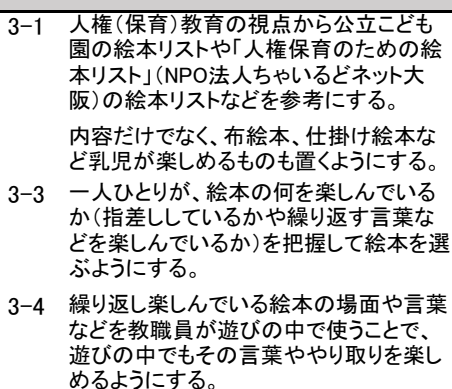 3-1 人権(保育)教育の視点から公立こども
園の絵本リストや「人権保育のための絵
本リスト」(NPO法人ちゃいるどネット大
阪)の絵本リストなどを参考にする。
内容だけでなく、布絵本、仕掛け絵本な
ど乳児が楽しめるものも置くようにする。
3-3 一人ひとりが、絵本の何を楽しんでいる
か(指差ししているかや繰り返す言葉な
どを楽しんでいるか)を把握して絵本を選
ぶようにする。
3-4 繰り返し楽しんでいる絵本の場面や言葉
などを教職員が遊びの中で使うことで、
遊びの中でもその言葉ややり取りを楽し
めるようにする。